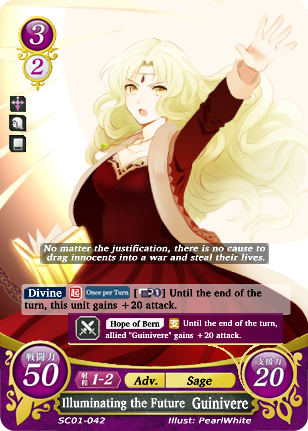 3
2
No matter the justification, there is no cause to
drag innocents into a war and steal their lives.
Divine 起 Once per Turn [1] Until the end of the
turn, this unit gains +20 attack.
Hope of Bern 支 Until the end of the turn,
allied "Guinivere" gains +20 attack.
戦闘力
50
射程 1-2
Adv.
Sage
支援力
20
Illuminating the Future Guinivere
SC01-042
Illust: PearlWhite